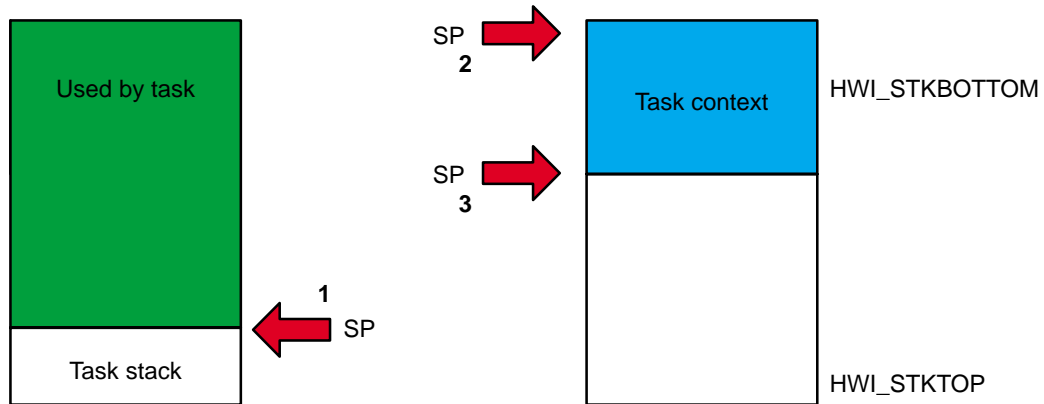 Used by task
1
SP
Task stack
SP
2
Task context
HWI_STKBOTTOM
SP
3
HWI_STKTOP